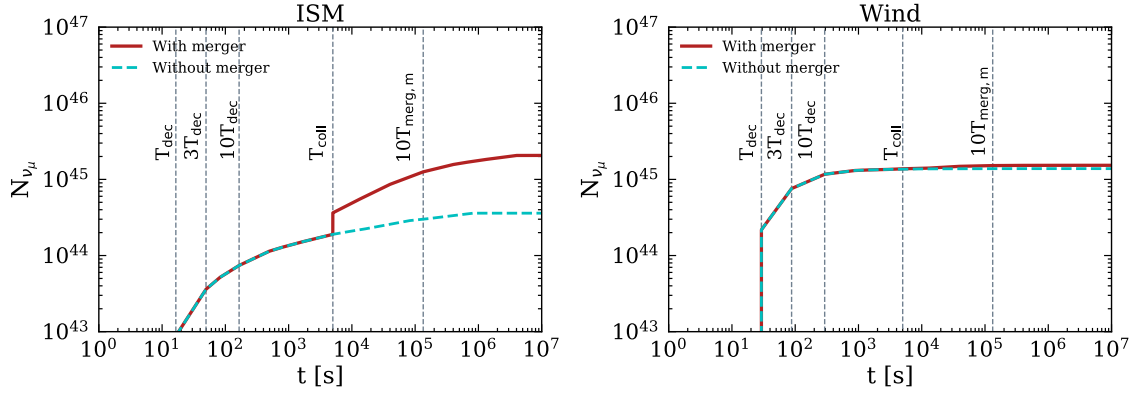 ISM
10^47
10^46
10^45
10^44
10^43
N_νμ
With merger
Without merger
T_dec
3T_dec
10T_dec
T_coll
10T_merg, m
10^0
10^1
10^2
10^3
10^4
10^5
10^6
10^7
t [s]
Wind
10^47
10^46
10^45
10^44
10^43
N_νμ
With merger
Without merger
T_dec
3T_dec
10T_dec
T_coll
10T_merg, m
10^0
10^1
10^2
10^3
10^4
10^5
10^6
10^7
t [s]